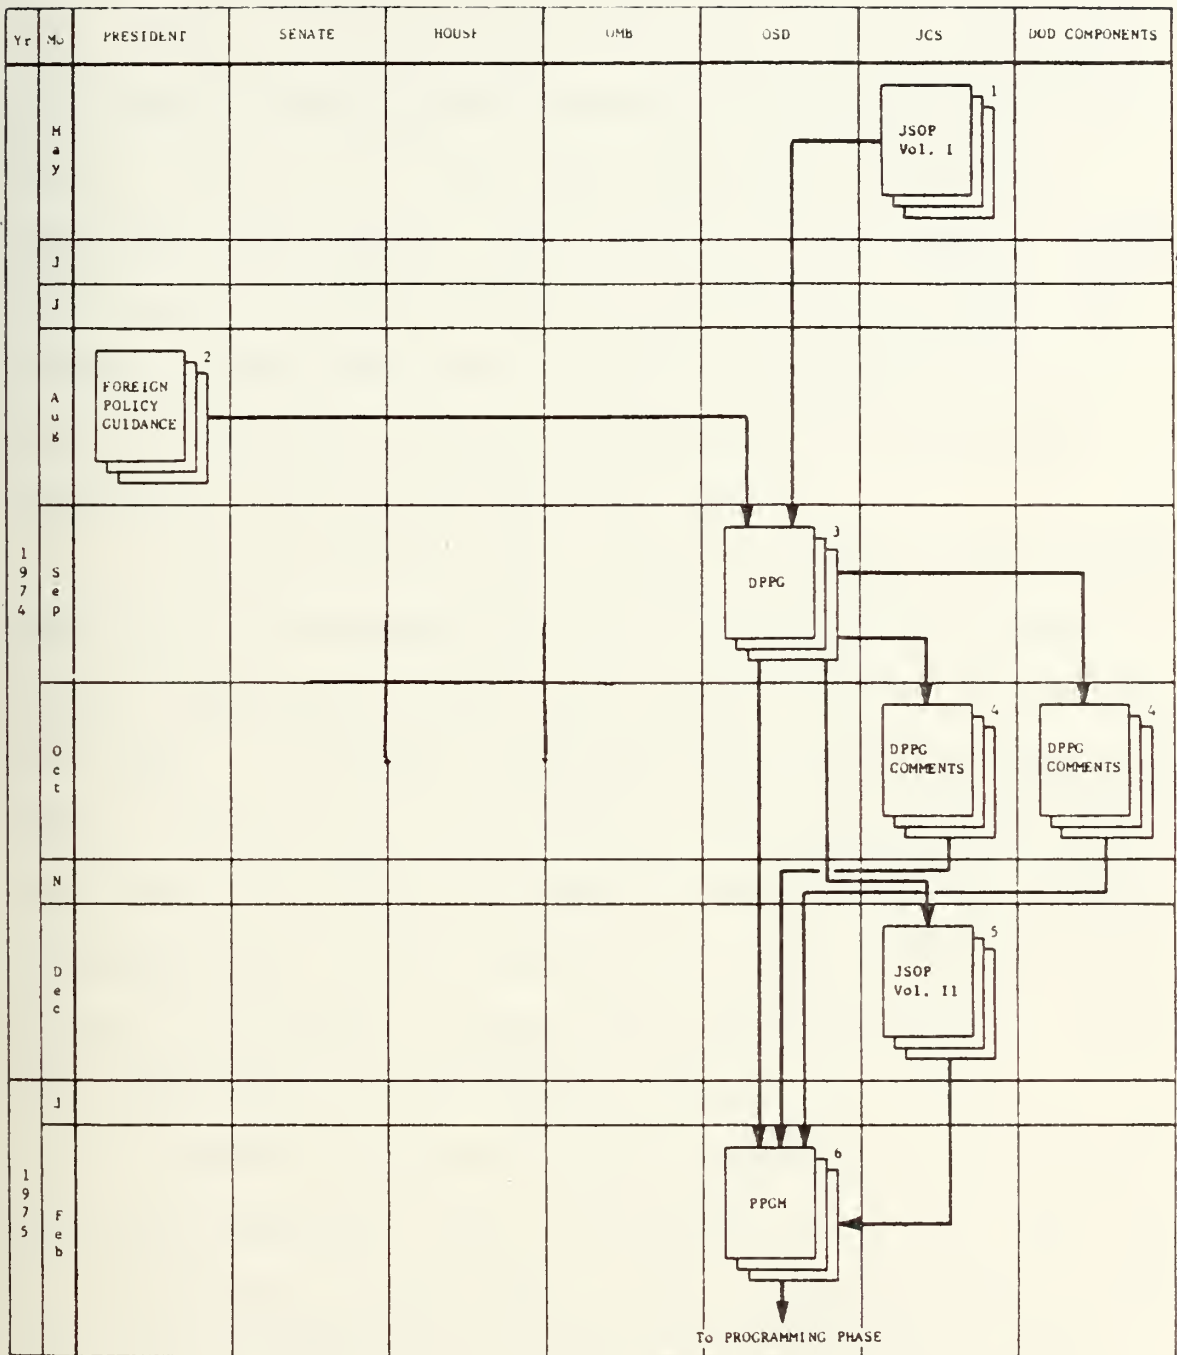 Yr Mo PRESIDENT SENATE HOUSE OMB OSD JCS DOD COMPONENTS
1974
May
1
JSOP
Vol. I
J
J
Aug
2
FOREIGN
POLICY
GUIDANCE
Sep
3
DPPG
Oct
4
DPPG
COMMENTS
4
DPPG
COMMENTS
N
Dec
5
JSOP
Vol. II
1975
J
Feb
6
PPGM
To PROGRAMMING PHASE